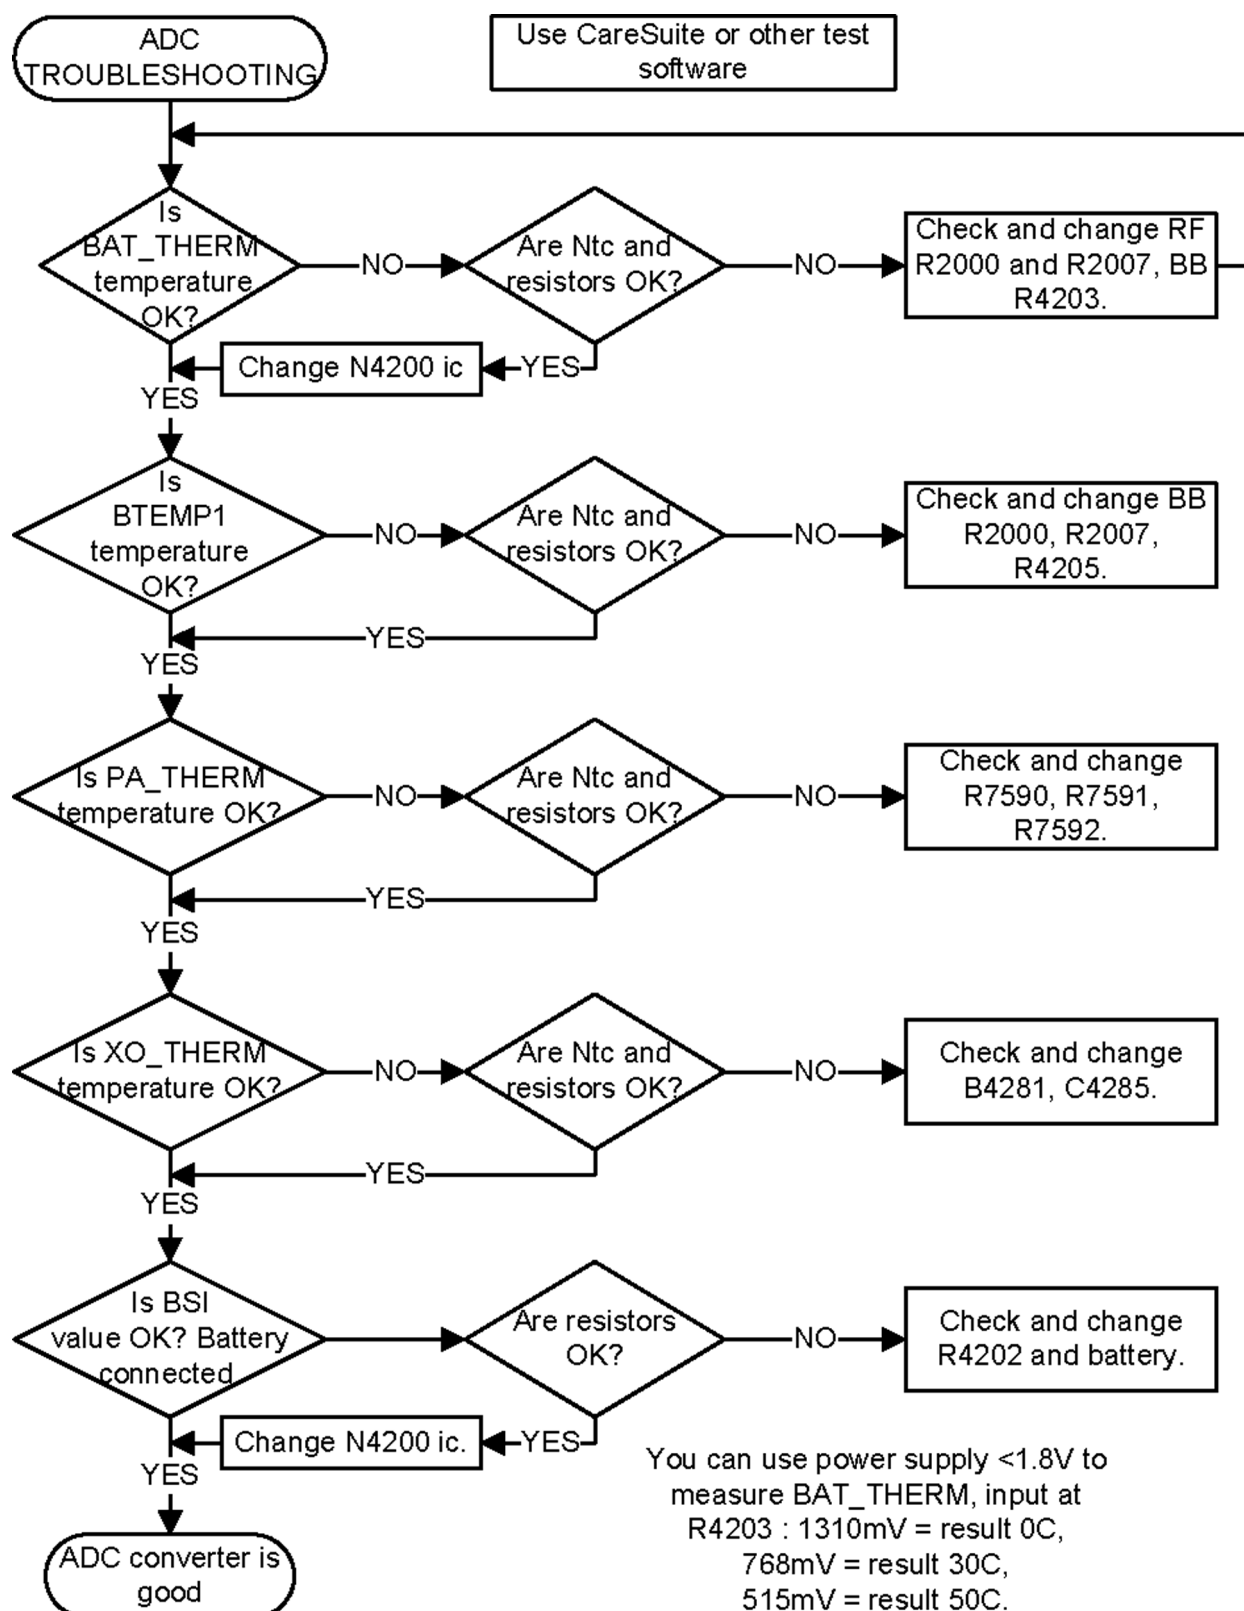 ADC
TROUBLESHOOTING
Use CareSuite or other test
software
Is
BAT_THERM
temperature
OK?
NO
Are Ntc and
resistors OK?
NO
Check and change RF
R2000 and R2007, BB
R4203.
Change N4200 ic
YES
YES
Is
BTEMP1
temperature
OK?
NO
Are Ntc and
resistors OK?
NO
Check and change BB
R2000, R2007,
R4205.
YES
YES
Is PA_THERM
temperature OK?
NO
Are Ntc and
resistors OK?
NO
Check and change
R7590, R7591,
R7592.
YES
YES
Is XO_THERM
temperature OK?
NO
Are Ntc and
resistors OK?
NO
Check and change
B4281, C4285.
YES
YES
Is BSI
value OK? Battery
connected
Are resistors
OK?
NO
Check and change
R4202 and battery.
Change N4200 ic.
YES
YES
ADC converter is
good
You can use power supply <1.8V to
measure BAT_THERM, input at
R4203 : 1310mV = result 0C,
768mV = result 30C,
515mV = result 50C.